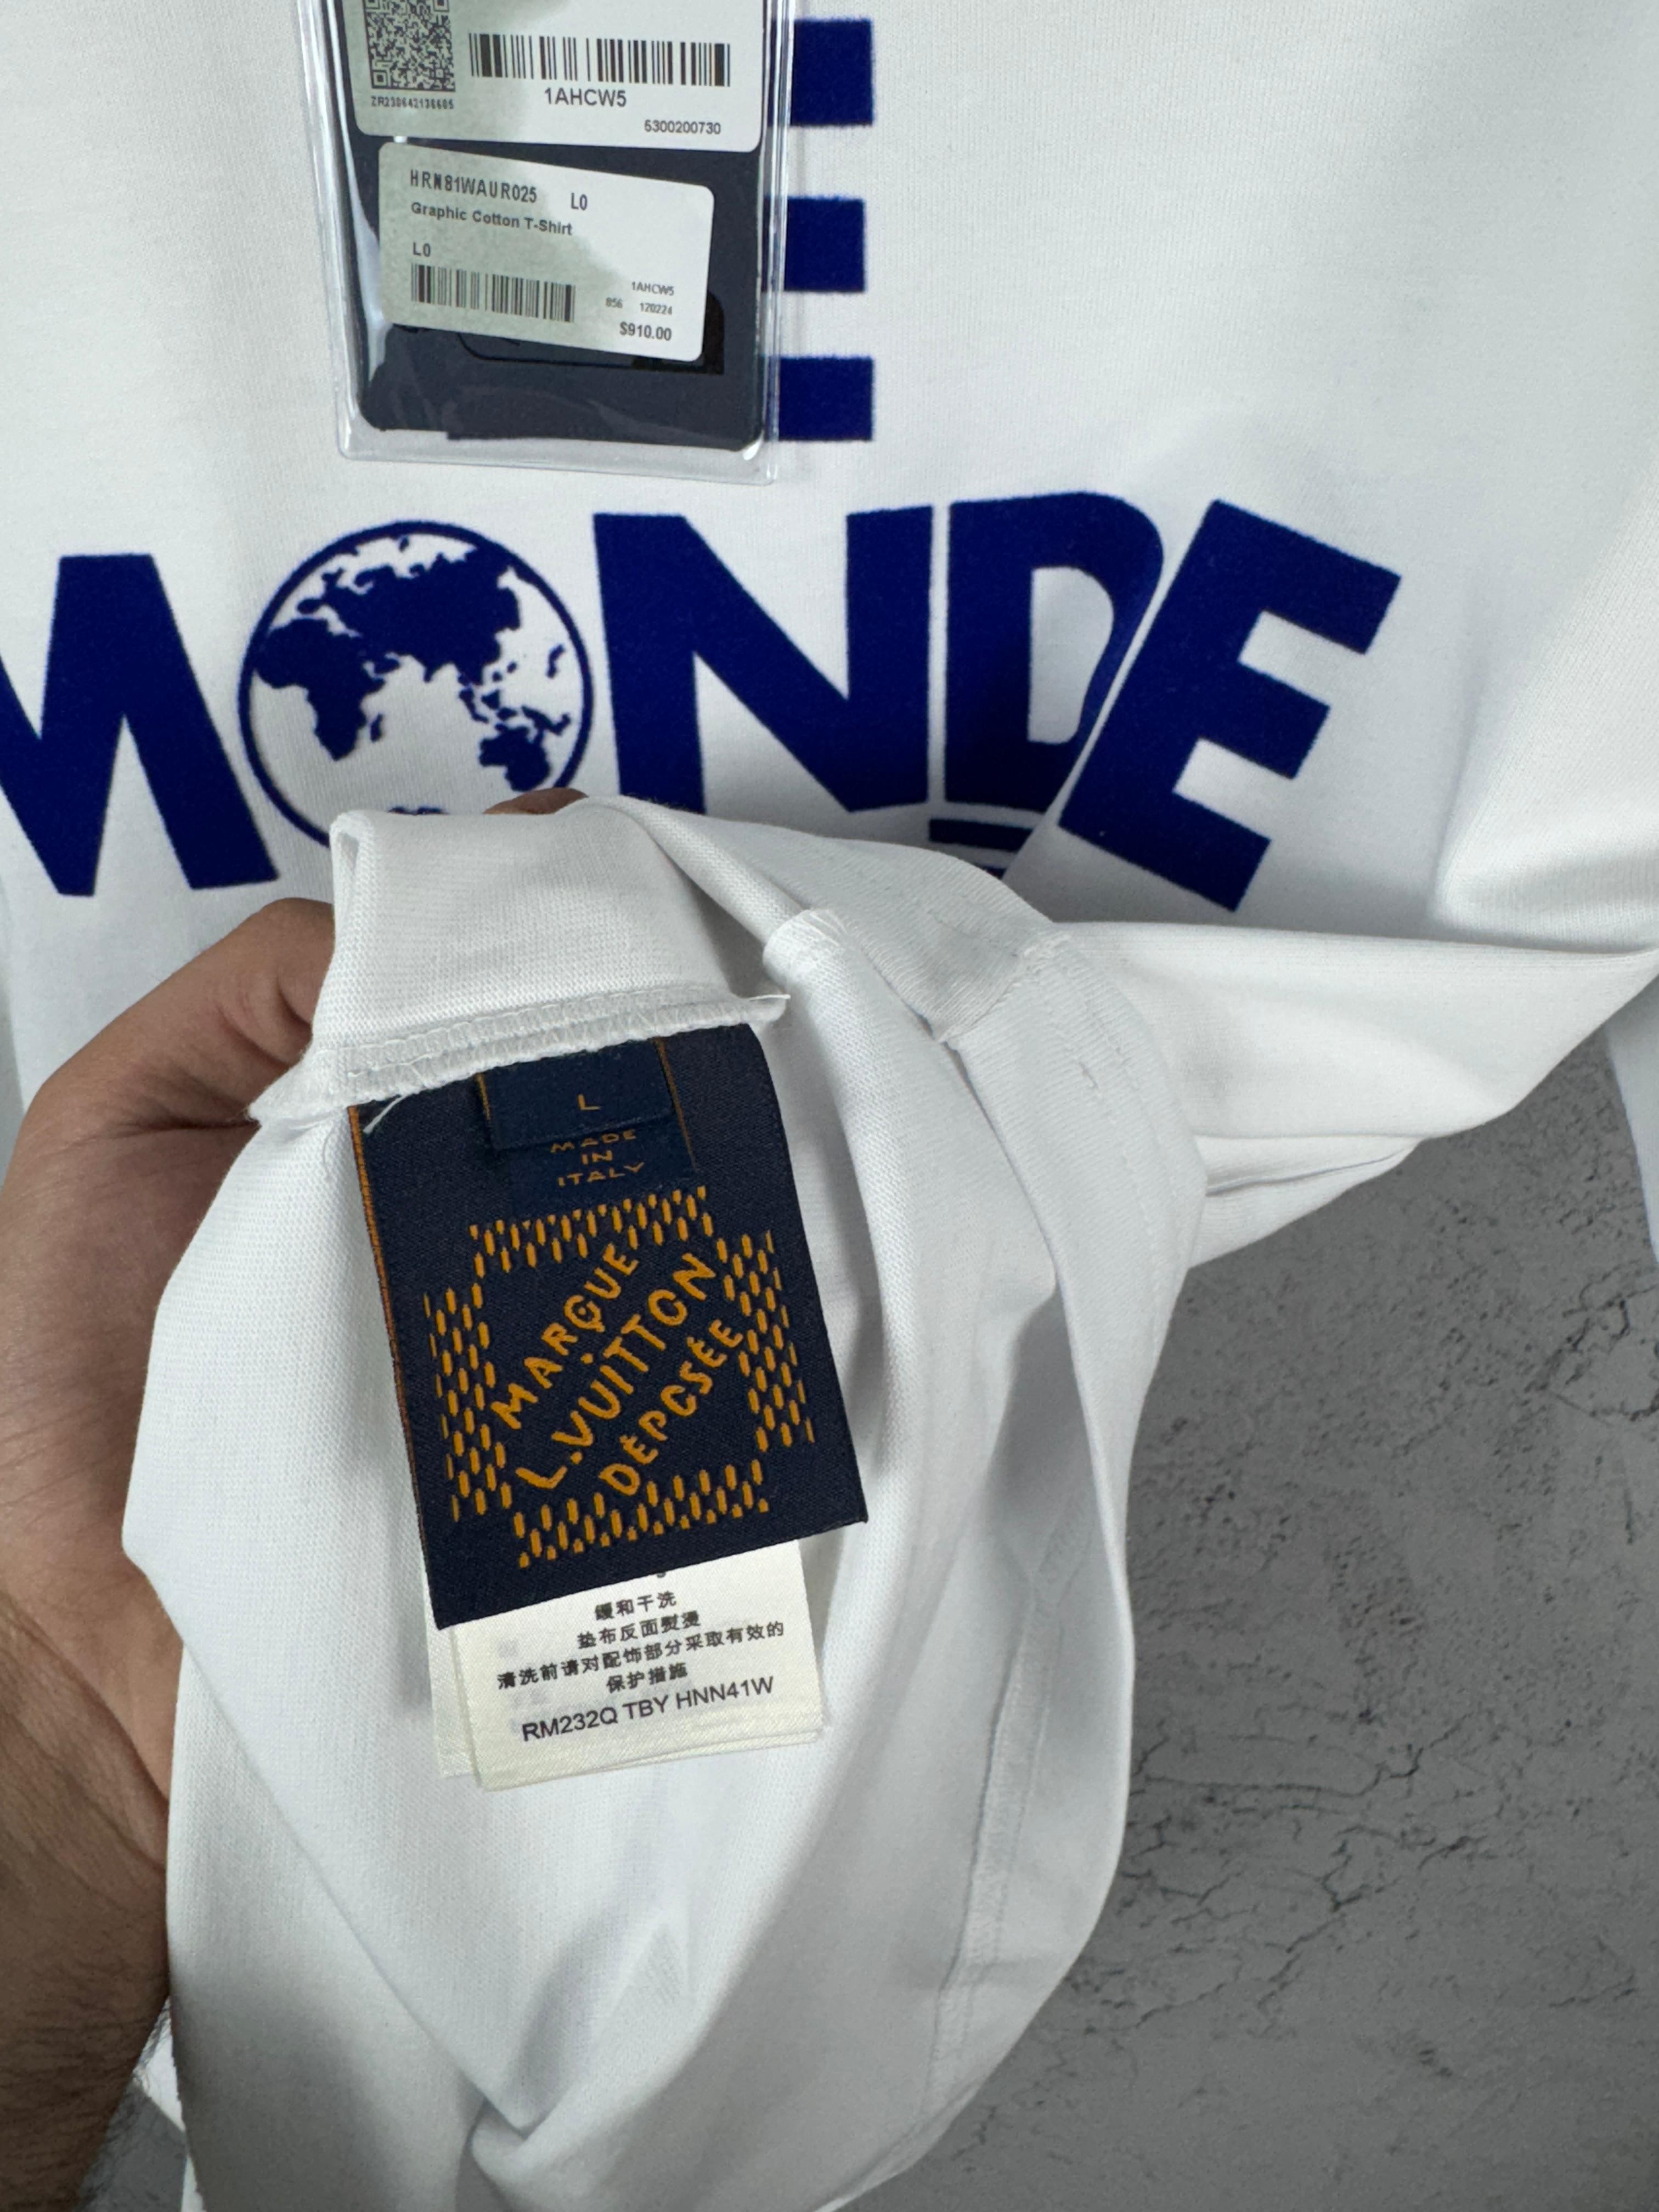 ZR230642138605
1AHCW5
5300200730
HRN81WAUR025 L0
Graphic Cotton T-Shirt
L0
1AHCW5
856 120224
$910.00
MONDE
L
MADE
IN
ITALY
MARQUE
L.VUITTON
DÉPOSÉE
缓和干洗
垫布反面熨烫
清洗前请对配饰部分采取有效的
保护措施
RM232Q TBY HNN41W